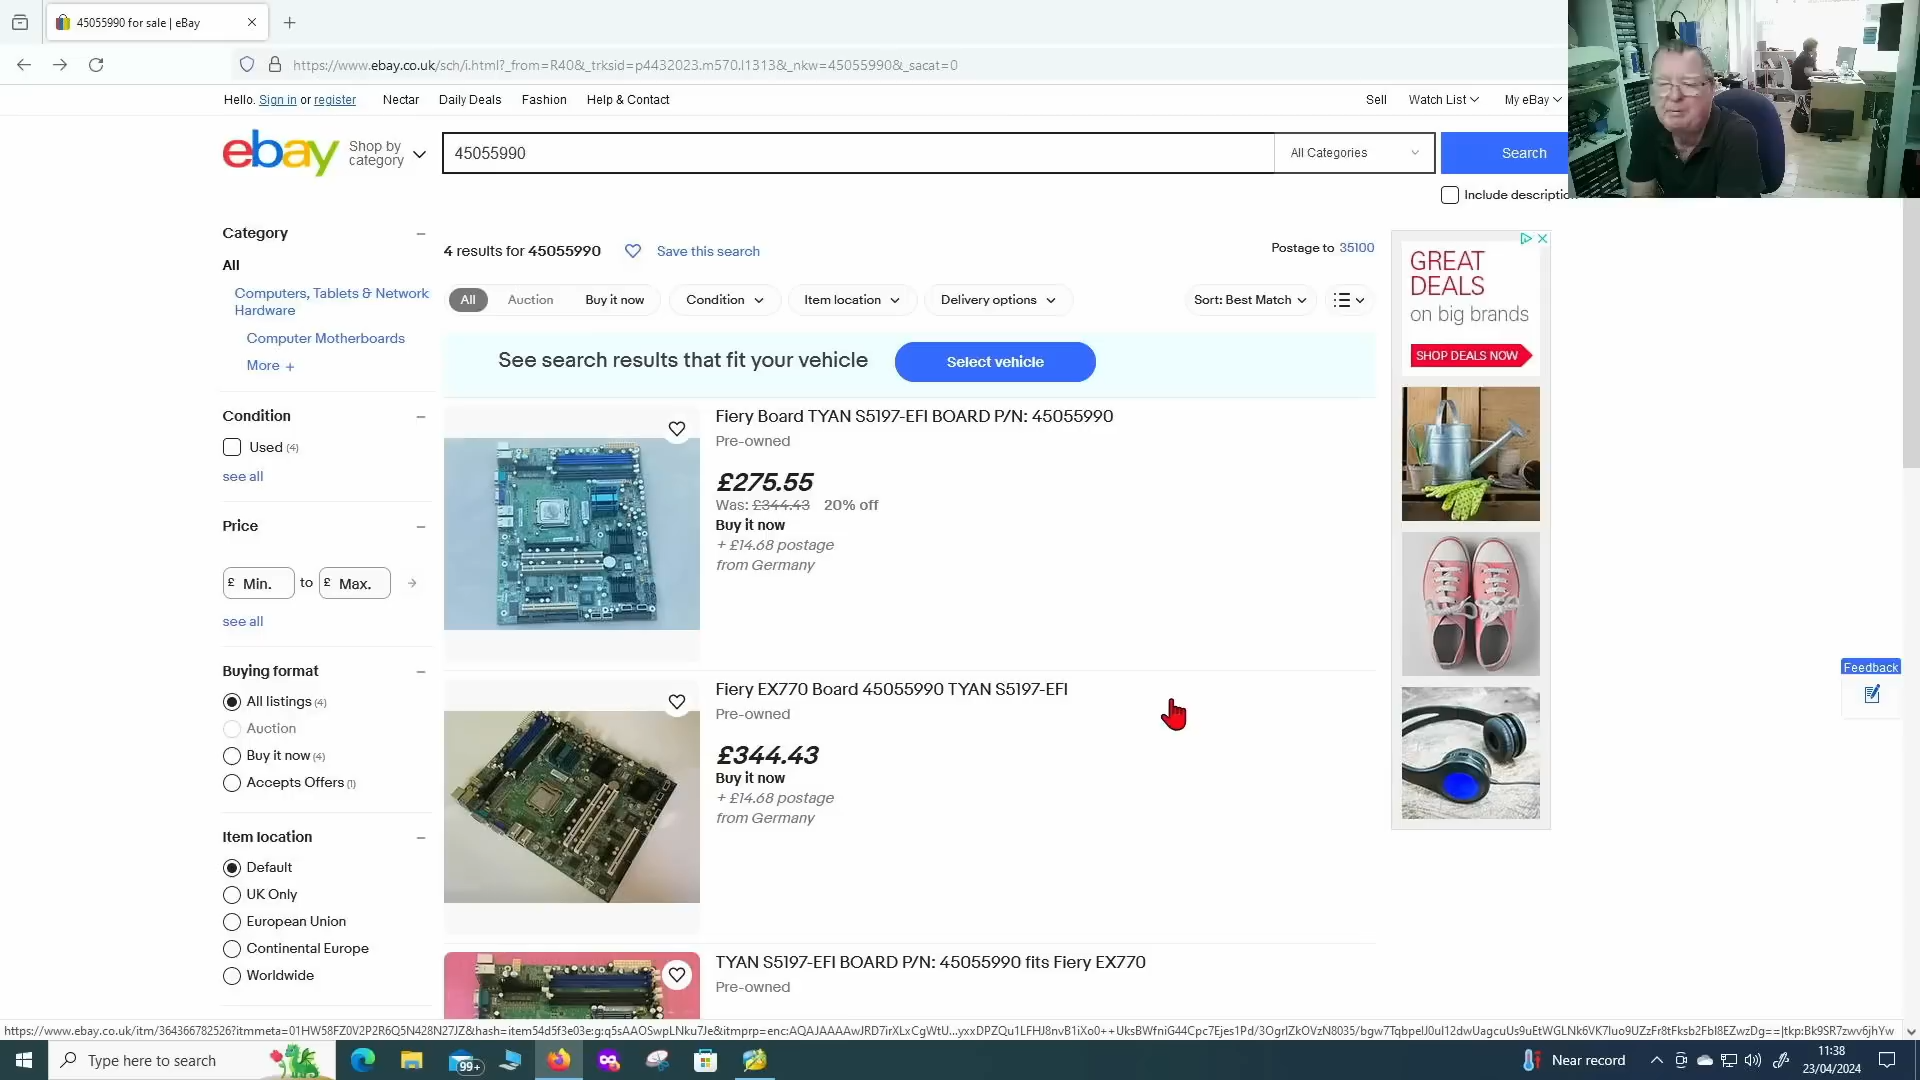 45055990 for sale | eBay
https://www.ebay.co.uk/sch/i.html?_from=R40&_trksid=p4432023.m570.l1313&_nkw=45055990&_sacat=0
Hello. Sign in or register
Nectar
Daily Deals
Fashion
Help & Contact
Sell
Watch List
My eBay
ebay
Shop by category
45055990
All Categories
Search
Include descriptio
Category
All
Computers, Tablets & Network
Hardware
Computer Motherboards
More +
Condition
Used (4)
see all
Price
£ Min. to £ Max.
see all
Buying format
All listings (4)
Auction
Buy it now (4)
Accepts Offers (1)
Item location
Default
UK Only
European Union
Continental Europe
Worldwide
4 results for 45055990
Save this search
Postage to 35100
All
Auction
Buy it now
Condition
Item location
Delivery options
Sort: Best Match
See search results that fit your vehicle
Select vehicle
Fiery Board TYAN S5197-EFI BOARD P/N: 45055990
Pre-owned
£275.55
Was: £344.43 20% off
Buy it now
+ £14.68 postage
from Germany
Fiery EX770 Board 45055990 TYAN S5197-EFI
Pre-owned
£344.43
Buy it now
+ £14.68 postage
from Germany
TYAN S5197-EFI BOARD P/N: 45055990 fits Fiery EX770
Pre-owned
GREAT
DEALS
on big brands
SHOP DEALS NOW
Feedback
Type here to search
99+
Near record
11:38
23/04/2024